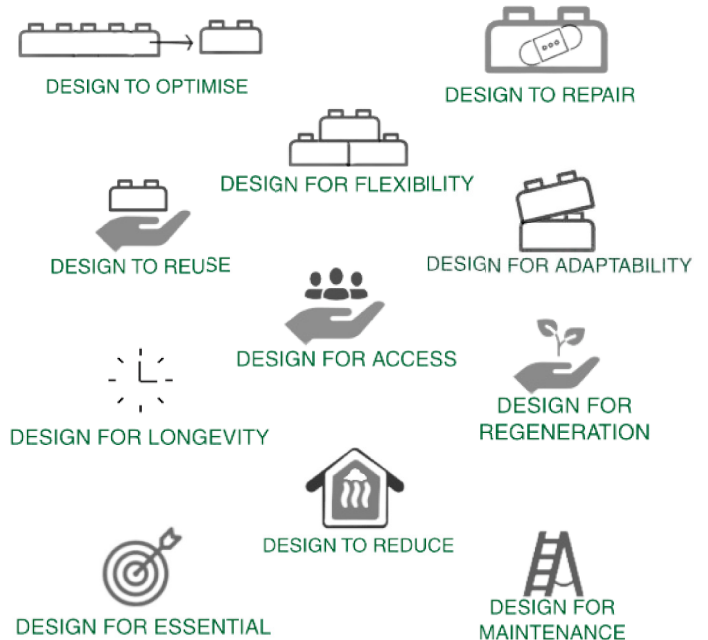 DESIGN TO OPTIMISE
DESIGN TO REPAIR
DESIGN FOR FLEXIBILITY
DESIGN TO REUSE
DESIGN FOR ADAPTABILITY
DESIGN FOR ACCESS
DESIGN FOR LONGEVITY
DESIGN FOR
REGENERATION
DESIGN TO REDUCE
DESIGN FOR ESSENTIAL
DESIGN FOR
MAINTENANCE